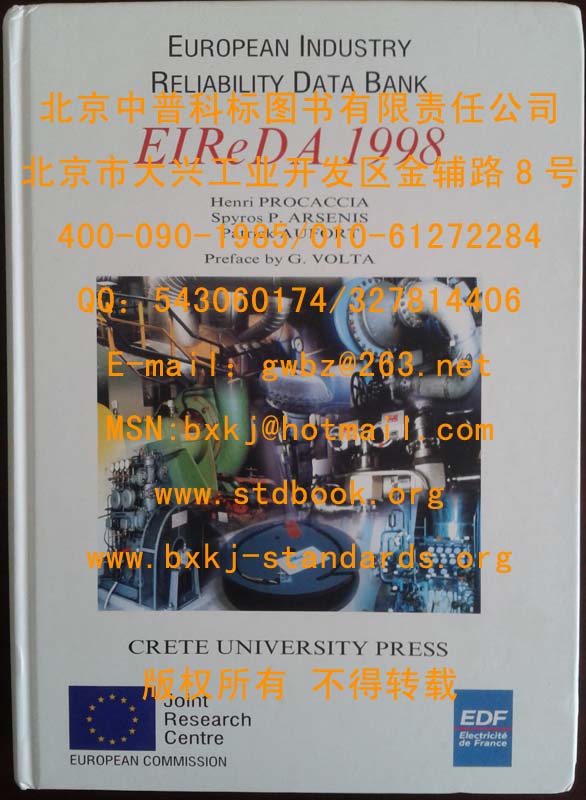 EUROPEAN INDUSTRY
RELIABILITY DATA BANK
北京中普科标图书有限责任公司
EIReDA 1998
北京市大兴工业开发区金辅路8号
Henri PROCACCIA
Spyros P. ARSENIS
Patrick AUFORT
400-090-1985/010-61272284
Preface by G. VOLTA
QQ: 543060174/327814406
E-mail: gwbz@263.net
MSN:bxkj@hotmail.com
www.stdbook.org
www.bxkj-standards.org
CRETE UNIVERSITY PRESS
版权所有 不得转载
Joint
Research
Centre
EUROPEAN COMMISSION
EDF
Electricité
de France